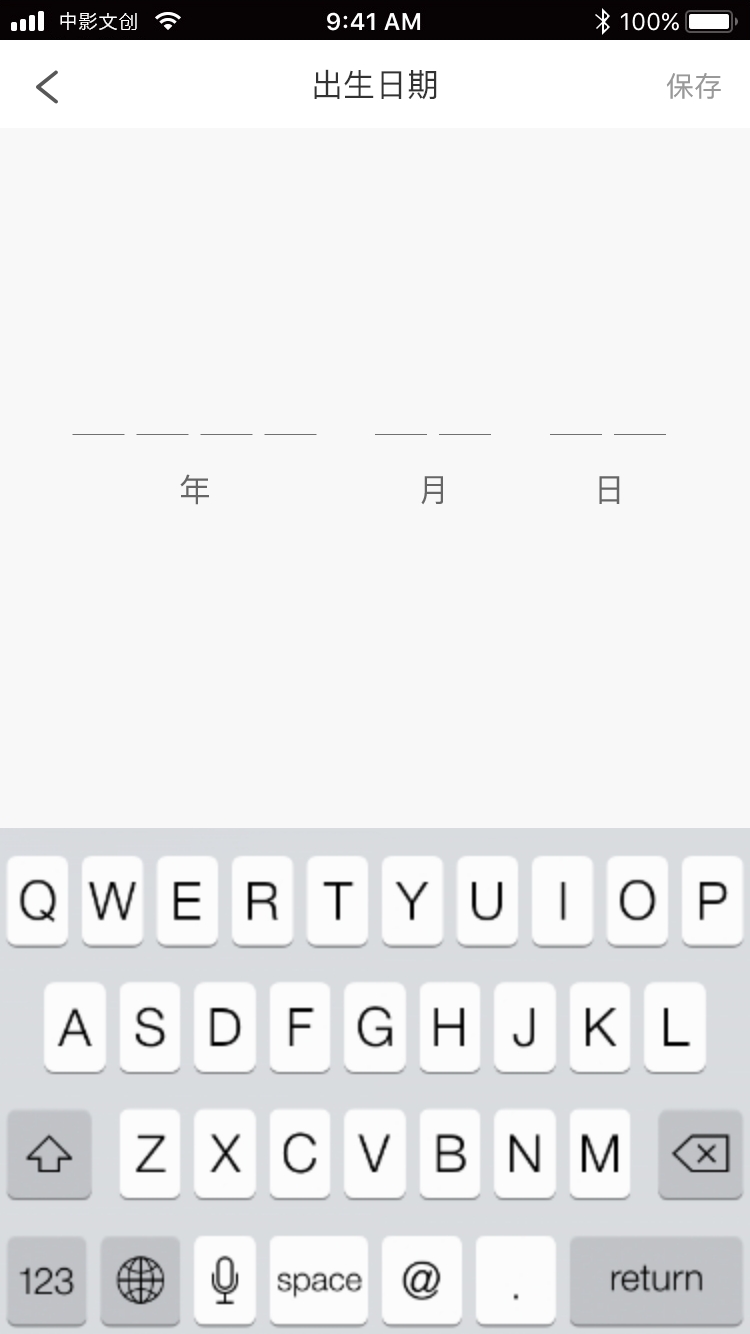 中影文创 9:41 AM 100%
出生日期 保存
年 月 日
Q W E R T Y U I O P
A S D F G H J K L
Z X C V B N M
123 space @ . return